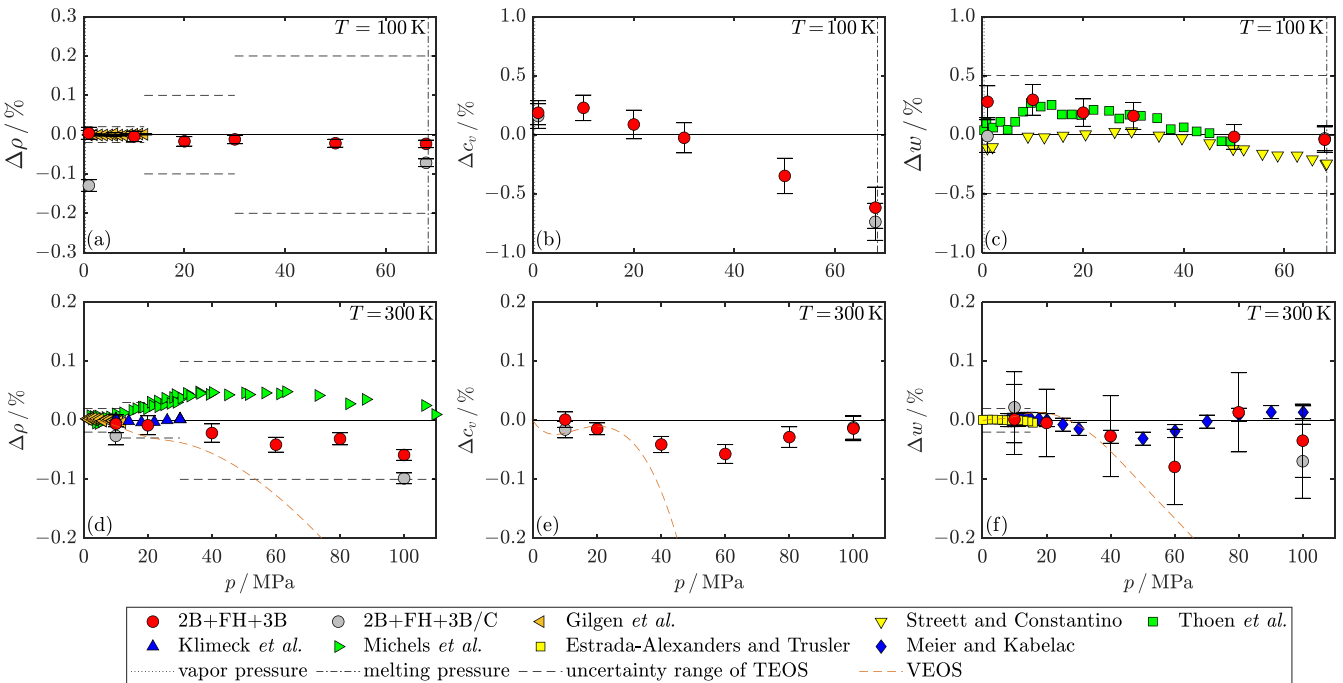 T = 100 K
0.3
0.2
0.1
0.0
−0.1
−0.2
−0.3
Δρ / %
(a)
0
20
40
60
T = 100 K
1.0
0.5
0.0
−0.5
−1.0
Δc_v / %
(b)
0
20
40
60
T = 100 K
1.0
0.5
0.0
−0.5
−1.0
Δw / %
(c)
0
20
40
60
T = 300 K
0.2
0.1
0.0
−0.1
−0.2
Δρ / %
(d)
0
20
40
60
80
100
p / MPa
T = 300 K
0.2
0.1
0.0
−0.1
−0.2
Δc_v / %
(e)
0
20
40
60
80
100
p / MPa
T = 300 K
0.2
0.1
0.0
−0.1
−0.2
Δw / %
(f)
0
20
40
60
80
100
p / MPa
2B+FH+3B 2B+FH+3B/C Gilgen et al. Streett and Constantino Thoen et al.
Klimeck et al. Michels et al. Estrada-Alexanders and Trusler Meier and Kabelac
vapor pressure melting pressure uncertainty range of TEOS VEOS